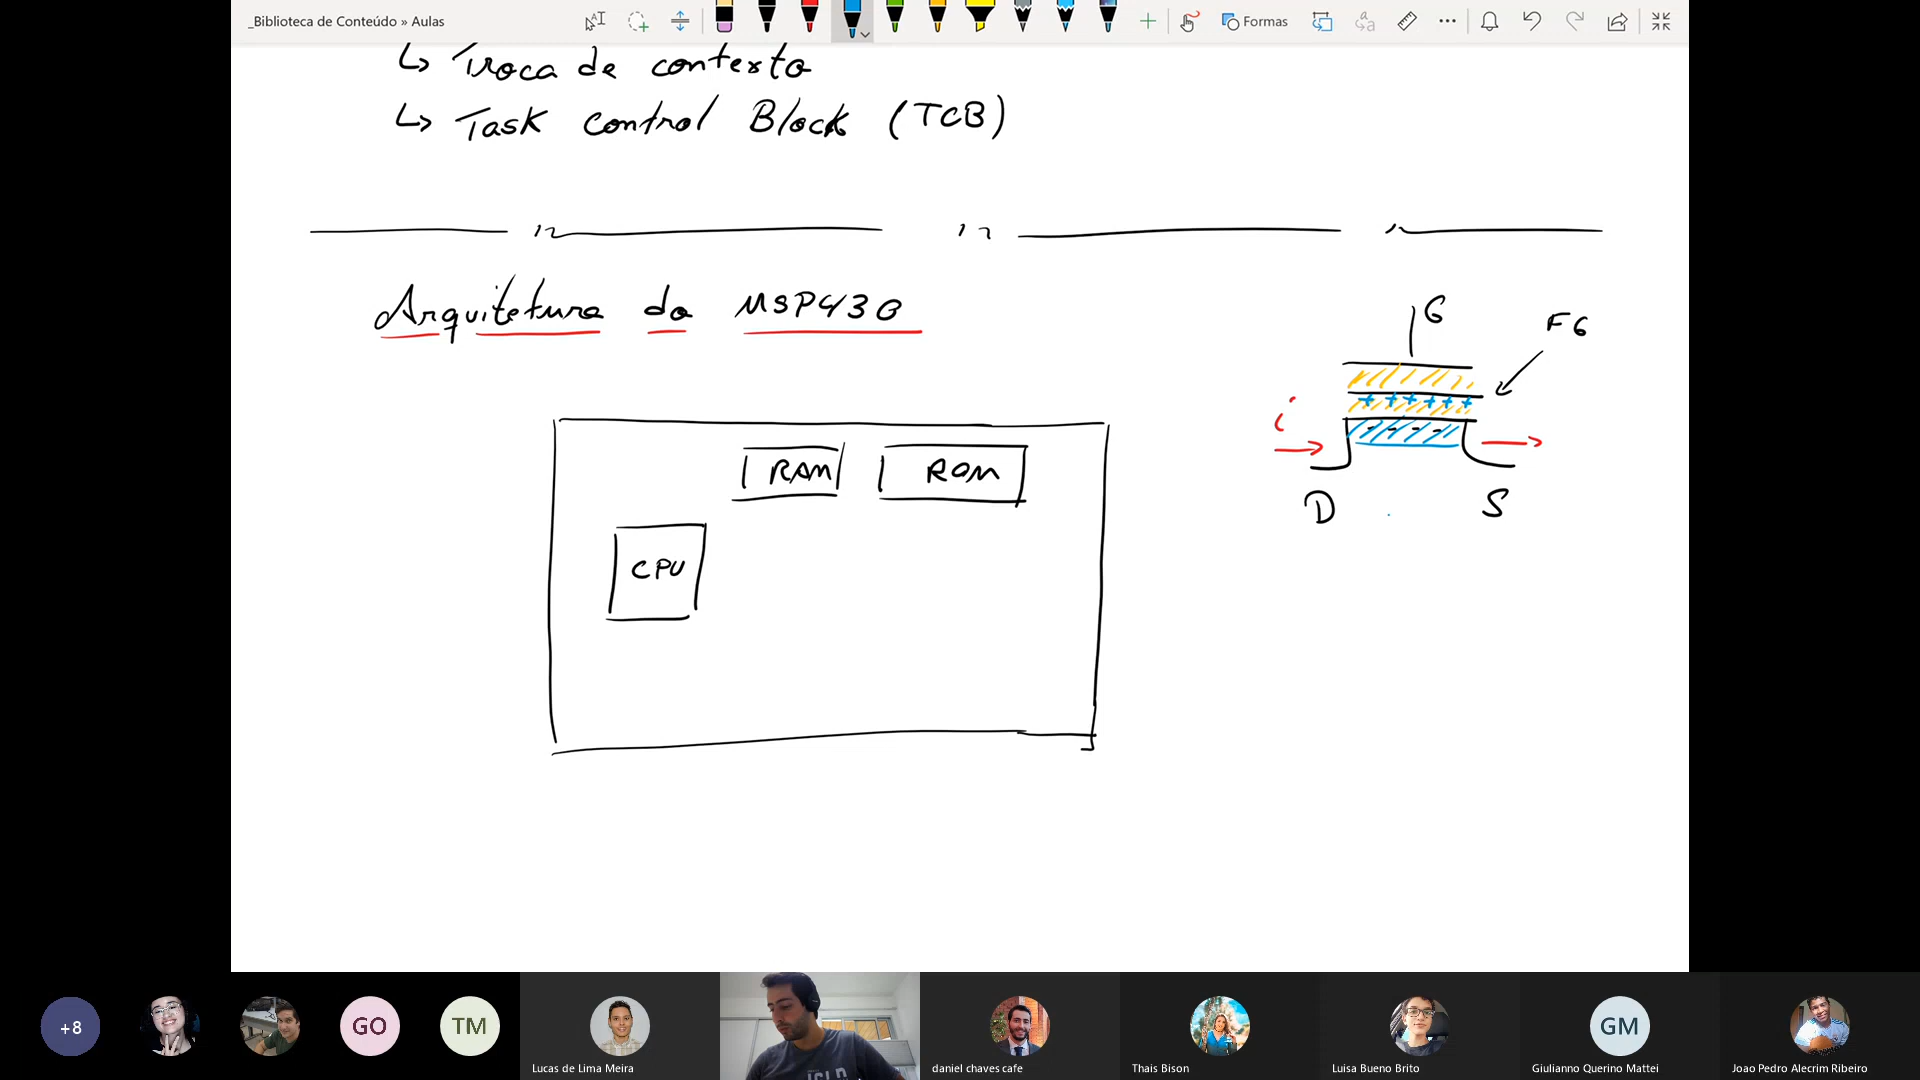 _Biblioteca de Conteúdo » Aulas
Formas
↳ Troca de contexto
↳ Task control Block (TCB)
Arquitetura do MSP430
G
FG
i
+ + + + + +
- - - -
D
S
RAM
ROM
CPU
+8
GO
TM
GM
Lucas de Lima Meira
daniel chaves cafe
Thais Bison
Luisa Bueno Brito
Giulianno Querino Mattei
Joao Pedro Alecrim Ribeiro